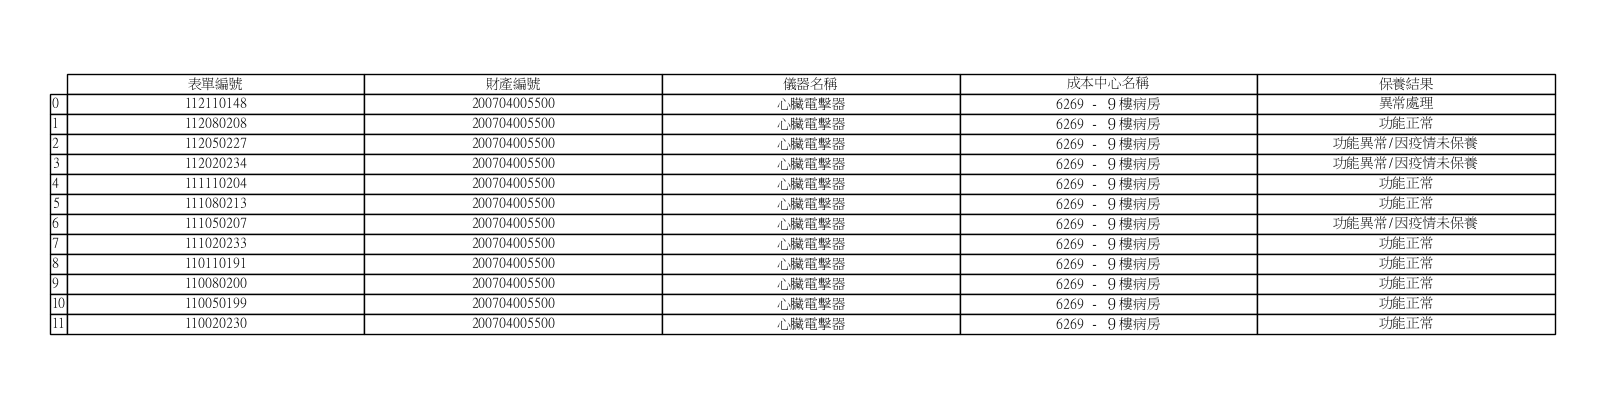 表單編號 財產編號 儀器名稱 成本中心名稱 保養結果
0 112110148 200704005500 心臟電擊器 6269 - 9樓病房 異常處理
1 112080208 200704005500 心臟電擊器 6269 - 9樓病房 功能正常
2 112050227 200704005500 心臟電擊器 6269 - 9樓病房 功能異常/因疫情未保養
3 112020234 200704005500 心臟電擊器 6269 - 9樓病房 功能異常/因疫情未保養
4 111110204 200704005500 心臟電擊器 6269 - 9樓病房 功能正常
5 111080213 200704005500 心臟電擊器 6269 - 9樓病房 功能正常
6 111050207 200704005500 心臟電擊器 6269 - 9樓病房 功能異常/因疫情未保養
7 111020233 200704005500 心臟電擊器 6269 - 9樓病房 功能正常
8 110110191 200704005500 心臟電擊器 6269 - 9樓病房 功能正常
9 110080200 200704005500 心臟電擊器 6269 - 9樓病房 功能正常
10 110050199 200704005500 心臟電擊器 6269 - 9樓病房 功能正常
11 110020230 200704005500 心臟電擊器 6269 - 9樓病房 功能正常